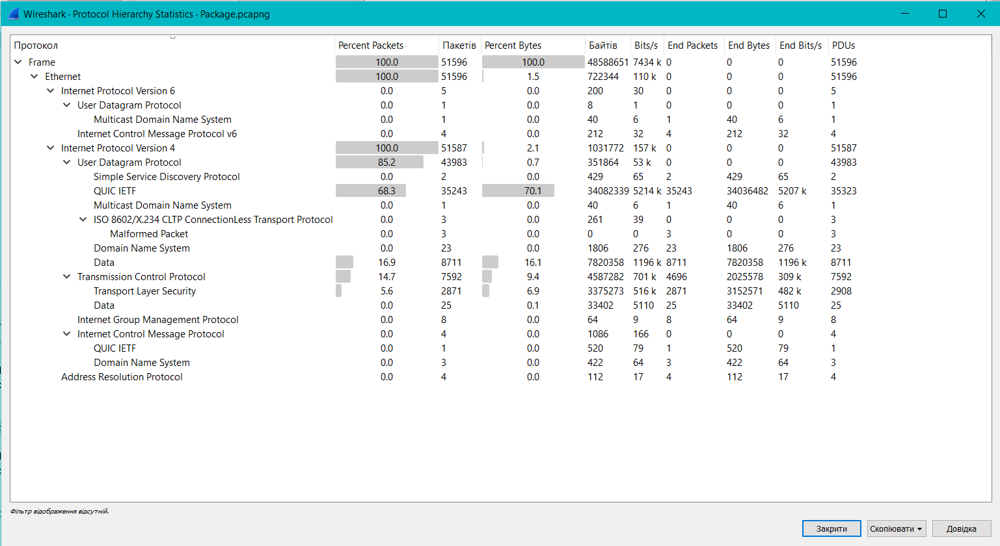 Wireshark · Protocol Hierarchy Statistics · Package.pcapng
Протокол Percent Packets Пакетів Percent Bytes Байтів Bits/s End Packets End Bytes End Bits/s PDUs
Frame 100.0 51596 100.0 48588651 7434 k 0 0 0 51596
Ethernet 100.0 51596 1.5 722344 110 k 0 0 0 51596
Internet Protocol Version 6 0.0 5 0.0 200 30 0 0 0 5
User Datagram Protocol 0.0 1 0.0 8 1 0 0 0 1
Multicast Domain Name System 0.0 1 0.0 40 6 1 40 6 1
Internet Control Message Protocol v6 0.0 4 0.0 212 32 4 212 32 4
Internet Protocol Version 4 100.0 51587 2.1 1031772 157 k 0 0 0 51587
User Datagram Protocol 85.2 43983 0.7 351864 53 k 0 0 0 43983
Simple Service Discovery Protocol 0.0 2 0.0 429 65 2 429 65 2
QUIC IETF 68.3 35243 70.1 34082339 5214 k 35243 34036482 5207 k 35323
Multicast Domain Name System 0.0 1 0.0 40 6 1 40 6 1
ISO 8602/X.234 CLTP ConnectionLess Transport Protocol 0.0 3 0.0 261 39 0 0 0 3
Malformed Packet 0.0 3 0.0 0 0 3 0 0 3
Domain Name System 0.0 23 0.0 1806 276 23 1806 276 23
Data 16.9 8711 16.1 7820358 1196 k 8711 7820358 1196 k 8711
Transmission Control Protocol 14.7 7592 9.4 4587282 701 k 4696 2025578 309 k 7592
Transport Layer Security 5.6 2871 6.9 3375273 516 k 2871 3152571 482 k 2908
Data 0.0 25 0.1 33402 5110 25 33402 5110 25
Internet Group Management Protocol 0.0 8 0.0 64 9 8 64 9 8
Internet Control Message Protocol 0.0 4 0.0 1086 166 0 0 0 4
QUIC IETF 0.0 1 0.0 520 79 1 520 79 1
Domain Name System 0.0 3 0.0 422 64 3 422 64 3
Address Resolution Protocol 0.0 4 0.0 112 17 4 112 17 4
Фільтр відображення відсутній.
Закрити Скопіювати Довідка